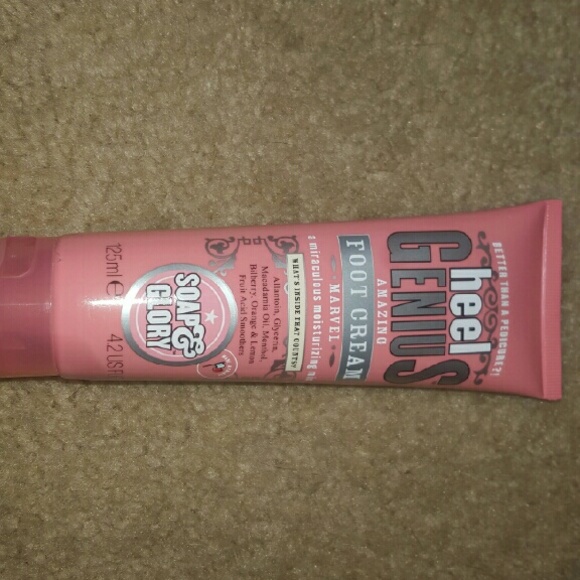 BETTER THAN A PEDICURE?!
heel
GENIUS
AMAZING
FOOT CREAM
MARVEL
miraculous moisturizing
WHAT'S INSIDE THAT COUNTS!
Allantoin, Glycerin,
Macadamia Oil, Menthol,
Bilberry, Orange & Lemon
Fruit Acid Smoothers
SOAP &
GLORY
125ml e 4.2 US F